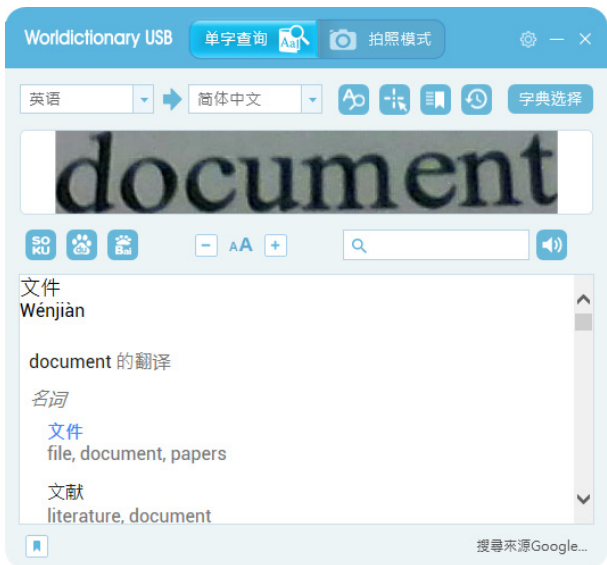 Worldictionary USB 单字查询 Aa 拍照模式
英语 简体中文 字典选择
document
SO KU du Bai - AA +
文件
Wénjiàn
document 的翻译
名词
文件
file, document, papers
文献
literature, document
搜尋來源Google...